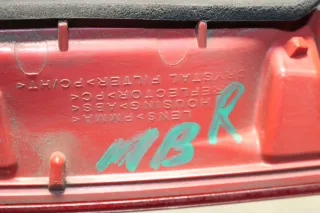 LENS>PMMA<
HOUSING>ABS<
REFLECTOR>PC<
CRYSTAL FILTER>PC/HT<
MBR